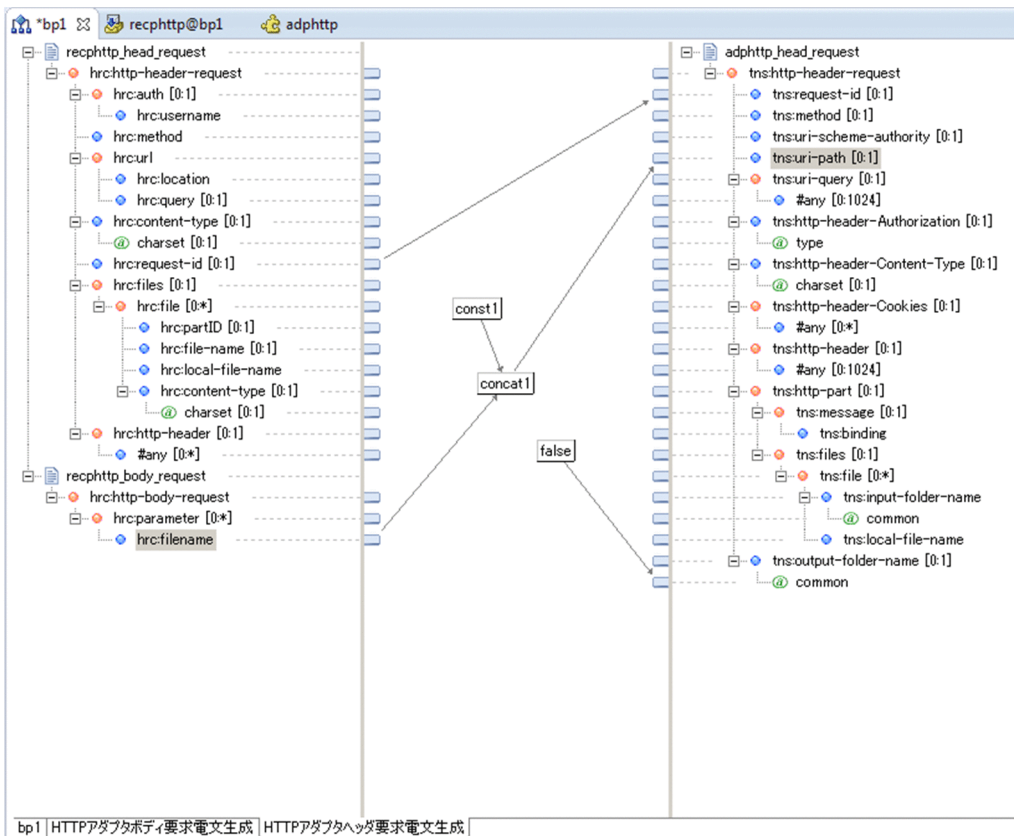 *bp1 recphttp@bp1 adphttp
recphttp_head_request
hrc:http-header-request
hrc:auth [0:1]
hrc:username
hrc:method
hrc:url
hrc:location
hrc:query [0:1]
hrc:content-type [0:1]
@ charset [0:1]
hrc:request-id [0:1]
hrc:files [0:1]
hrc:file [0:*]
hrc:partID [0:1]
hrc:file-name [0:1]
hrc:local-file-name
hrc:content-type [0:1]
@ charset [0:1]
hrc:http-header [0:1]
#any [0:*]
recphttp_body_request
hrc:http-body-request
hrc:parameter [0:*]
hrc:filename
const1
concat1
false
adphttp_head_request
tns:http-header-request
tns:request-id [0:1]
tns:method [0:1]
tns:uri-scheme-authority [0:1]
tns:uri-path [0:1]
tns:uri-query [0:1]
#any [0:1024]
tns:http-header-Authorization [0:1]
@ type
tns:http-header-Content-Type [0:1]
@ charset [0:1]
tns:http-header-Cookies [0:1]
#any [0:*]
tns:http-header [0:1]
#any [0:1024]
tns:http-part [0:1]
tns:message [0:1]
tns:binding
tns:files [0:1]
tns:file [0:*]
tns:input-folder-name
@ common
tns:local-file-name
tns:output-folder-name [0:1]
@ common
bp1 HTTPアダプタボディ要求電文生成 HTTPアダプタヘッダ要求電文生成